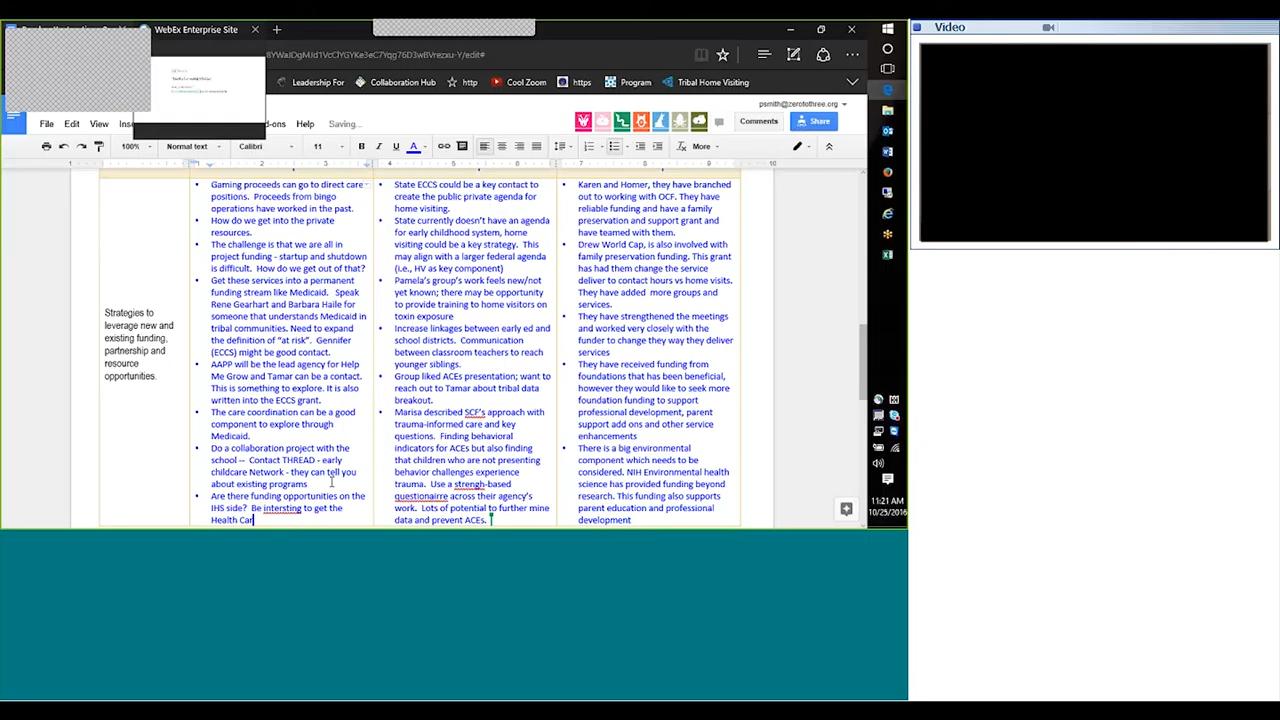 WebEx Enterprise Site
Video
8YWaJDgMJd1VcClYGYKe3eC7Yqg76D3wBVrezxu-Y/edit#
Leadership For
Collaboration Hub
http
Cool Zoom
https
Program
Tribal Home Visiting
psmith@zerotothree.org
File Edit View Ins d-ons Help Saving...
Comments
Share
100% Normal text Calibri 11 B I U A More
1 2 3 4 5 6 7 8 9 10
Gaming proceeds can go to direct care
positions. Proceeds from bingo
operations have worked in the past.
How do we get into the private
resources.
The challenge is that we are all in
project funding - startup and shutdown
is difficult. How do we get out of that?
Get these services into a permanent
funding stream like Medicaid. Speak
Rene Gearhart and Barbara Haile for
someone that understands Medicaid in
tribal communities. Need to expand
the definition of "at risk". Gennifer
(ECCS) might be good contact.
AAPP will be the lead agency for Help
Me Grow and Tamar can be a contact.
This is something to explore. It is also
written into the ECCS grant.
The care coordination can be a good
component to explore through
Medicaid.
Do a collaboration project with the
school -- Contact THREAD - early
childcare Network - they can tell you
about existing programs
Are there funding opportunities on the
IHS side? Be intersting to get the
Health Car
State ECCS could be a key contact to
create the public private agenda for
home visiting.
State currently doesn't have an agenda
for early childhood system, home
visiting could be a key strategy. This
may align with a larger federal agenda
(i.e., HV as key component)
Pamela's group's work feels new/not
yet known; there may be opportunity
to provide training to home visitors on
toxin exposure
Increase linkages between early ed and
school districts. Communication
between classroom teachers to reach
younger siblings.
Group liked ACEs presentation; want to
reach out to Tamar about tribal data
breakout.
Marisa described SCF's approach with
trauma-informed care and key
questions. Finding behavioral
indicators for ACEs but also finding
that children who are not presenting
behavior challenges experience
trauma. Use a strengh-based
questionairre across their agency's
work. Lots of potential to further mine
data and prevent ACEs.
Karen and Homer, they have branched
out to working with OCF. They have
reliable funding and have a family
preservation and support grant and
have teamed with them.
Drew World Cap, is also involved with
family preservation funding. This grant
has had them change the service
deliver to contact hours vs home visits.
They have added more groups and
services.
They have strengthened the meetings
and worked very closely with the
funder to change they way they deliver
services
They have received funding from
foundations that has been beneficial,
however they would like to seek more
foundation funding to support
professional development, parent
support add ons and other service
enhancements
There is a big environmental
component which needs to be
considered. NIH Environmental health
science has provided funding beyond
research. This funding also supports
parent education and professional
development
Strategies to
leverage new and
existing funding,
partnership and
resource
opportunities.
11:21 AM
10/25/2016